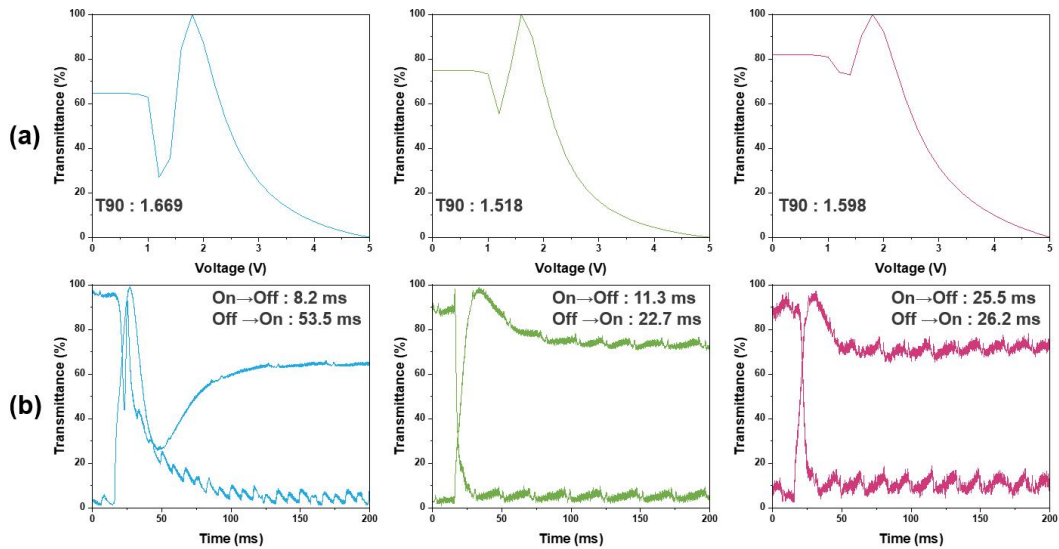 (a)
Transmittance (%)
100
80
60
40
20
0
T90 : 1.669
0 1 2 3 4 5
Voltage (V)
Transmittance (%)
100
80
60
40
20
0
T90 : 1.518
0 1 2 3 4 5
Voltage (V)
Transmittance (%)
100
80
60
40
20
0
T90 : 1.598
0 1 2 3 4 5
Voltage (V)
(b)
Transmittance (%)
100
80
60
40
20
0
On→Off : 8.2 ms
Off →On : 53.5 ms
0 50 100 150 200
Time (ms)
Transmittance (%)
100
80
60
40
20
0
On→Off : 11.3 ms
Off →On : 22.7 ms
0 50 100 150 200
Time (ms)
Transmittance (%)
100
80
60
40
20
0
On→Off : 25.5 ms
Off →On : 26.2 ms
0 50 100 150 200
Time (ms)